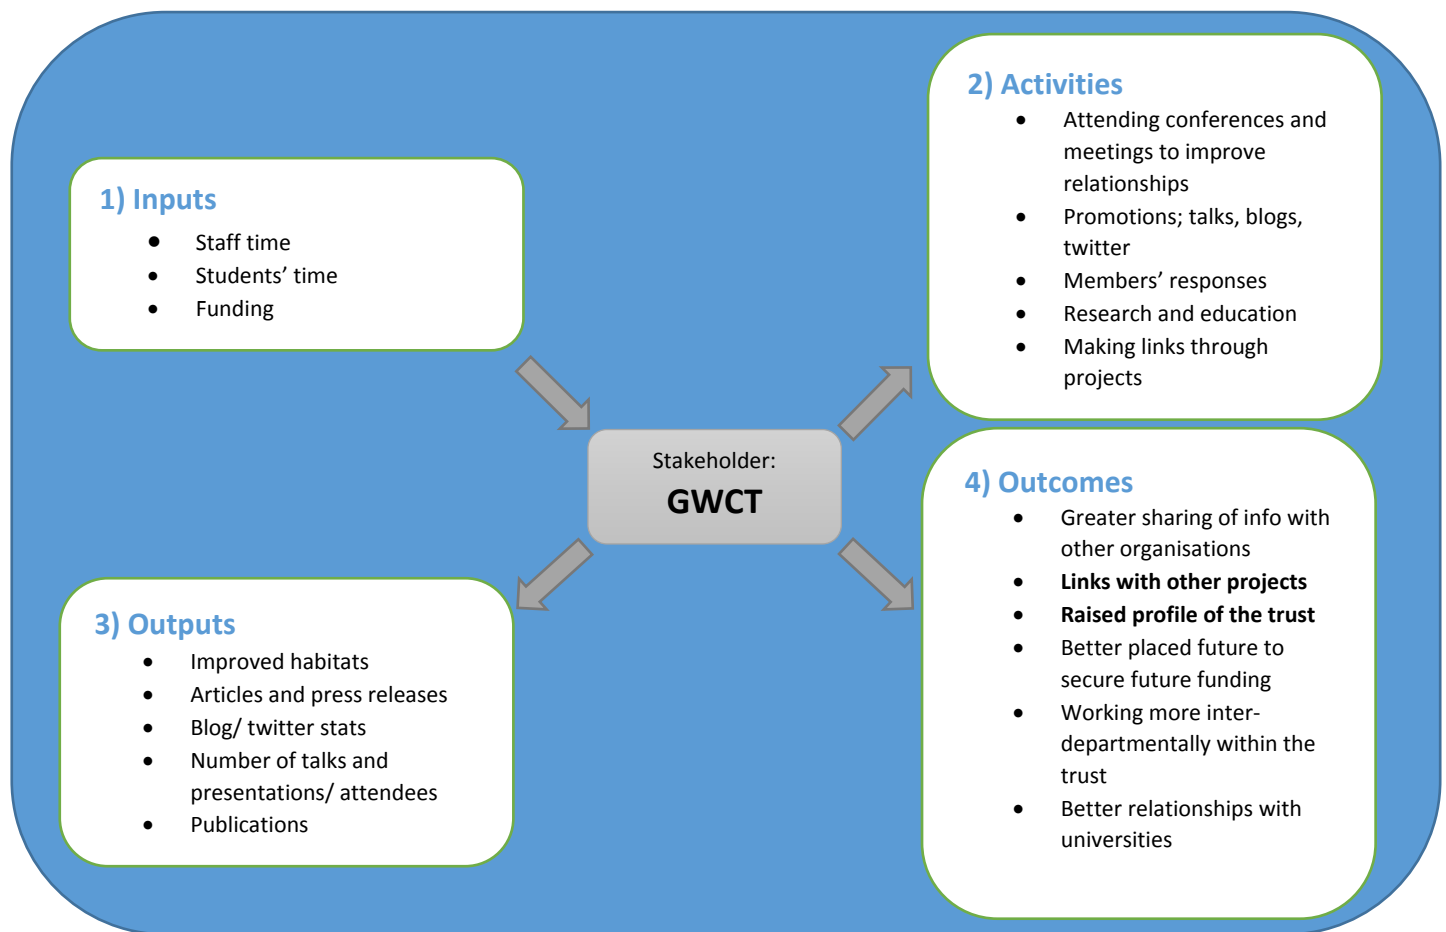 1) Inputs
• Staff time
• Students’ time
• Funding
2) Activities
• Attending conferences and
meetings to improve
relationships
• Promotions; talks, blogs,
twitter
• Members’ responses
• Research and education
• Making links through
projects
Stakeholder:
GWCT
3) Outputs
• Improved habitats
• Articles and press releases
• Blog/ twitter stats
• Number of talks and
presentations/ attendees
• Publications
4) Outcomes
• Greater sharing of info with
other organisations
• Links with other projects
• Raised profile of the trust
• Better placed future to
secure future funding
• Working more inter-
departmentally within the
trust
• Better relationships with
universities